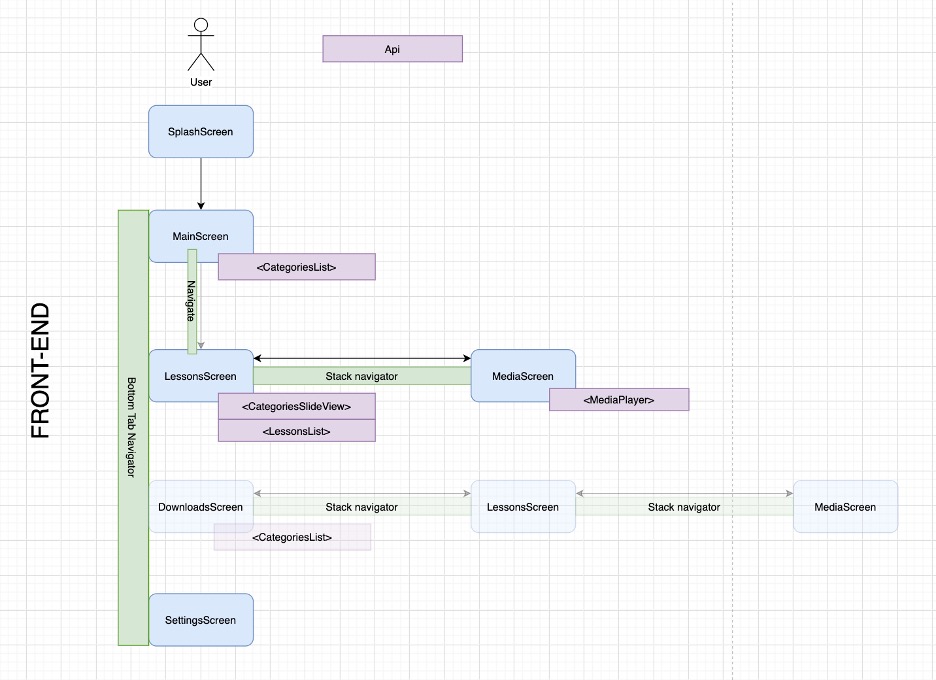 User
Api
SplashScreen
MainScreen
<CategoriesList>
Navigate
FRONT-END
Bottom Tab Navigator
LessonsScreen
Stack navigator
MediaScreen
<MediaPlayer>
<CategoriesSlideView>
<LessonsList>
DownloadsScreen
Stack navigator
LessonsScreen
Stack navigator
MediaScreen
<CategoriesList>
SettingsScreen